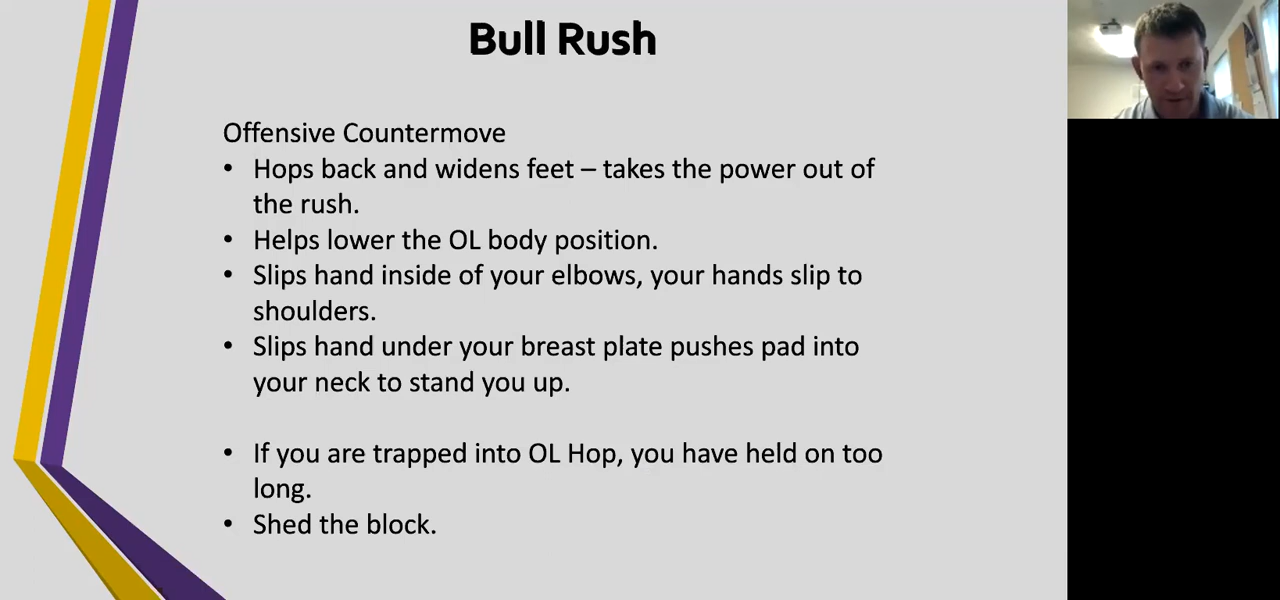 Bull Rush
Offensive Countermove
• Hops back and widens feet – takes the power out of
the rush.
• Helps lower the OL body position.
• Slips hand inside of your elbows, your hands slip to
shoulders.
• Slips hand under your breast plate pushes pad into
your neck to stand you up.
• If you are trapped into OL Hop, you have held on too
long.
• Shed the block.